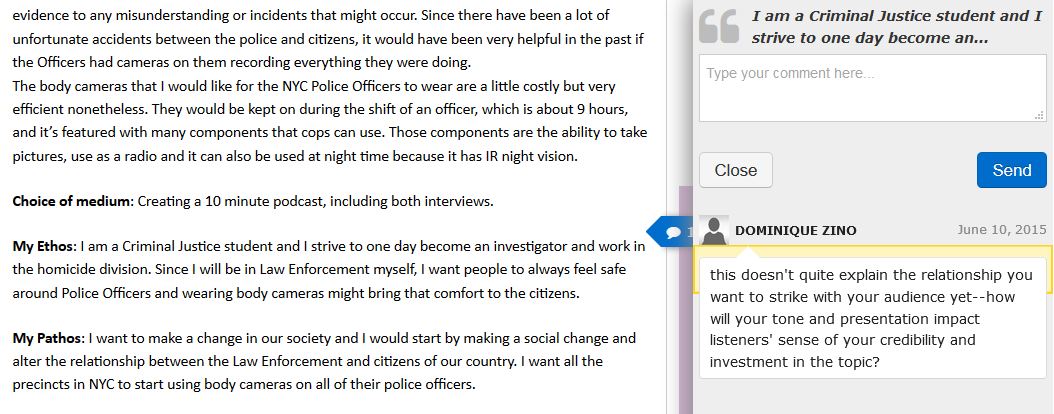 evidence to any misunderstanding or incidents that might occur. Since there have been a lot of
unfortunate accidents between the police and citizens, it would have been very helpful in the past if
the Officers had cameras on them recording everything they were doing.
The body cameras that I would like for the NYC Police Officers to wear are a little costly but very
efficient nonetheless. They would be kept on during the shift of an officer, which is about 9 hours,
and it's featured with many components that cops can use. Those components are the ability to take
pictures, use as a radio and it can also be used at night time because it has IR night vision.
Choice of medium: Creating a 10 minute podcast, including both interviews.
My Ethos: I am a Criminal Justice student and I strive to one day become an investigator and work in
the homicide division. Since I will be in Law Enforcement myself, I want people to always feel safe
around Police Officers and wearing body cameras might bring that comfort to the citizens.
My Pathos: I want to make a change in our society and I would start by making a social change and
alter the relationship between the Law Enforcement and citizens of our country. I want all the
precincts in NYC to start using body cameras on all of their police officers.
1
I am a Criminal Justice student and I
strive to one day become an...
Type your comment here...
Close
Send
DOMINIQUE ZINO
June 10, 2015
this doesn't quite explain the relationship you
want to strike with your audience yet--how
will your tone and presentation impact
listeners' sense of your credibility and
investment in the topic?